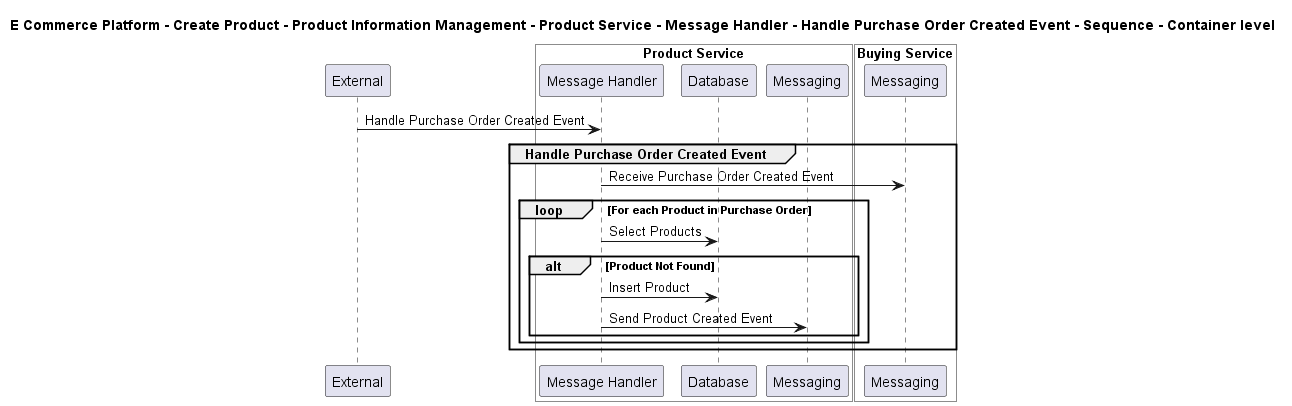 E Commerce Platform - Create Product - Product Information Management - Product Service - Message Handler - Handle Purchase Order Created Event - Sequence - Container level
Product Service
Buying Service
External
Message Handler
Database
Messaging
Messaging
Handle Purchase Order Created Event
Handle Purchase Order Created Event
Receive Purchase Order Created Event
loop [For each Product in Purchase Order]
Select Products
alt [Product Not Found]
Insert Product
Send Product Created Event
External
Message Handler
Database
Messaging
Messaging